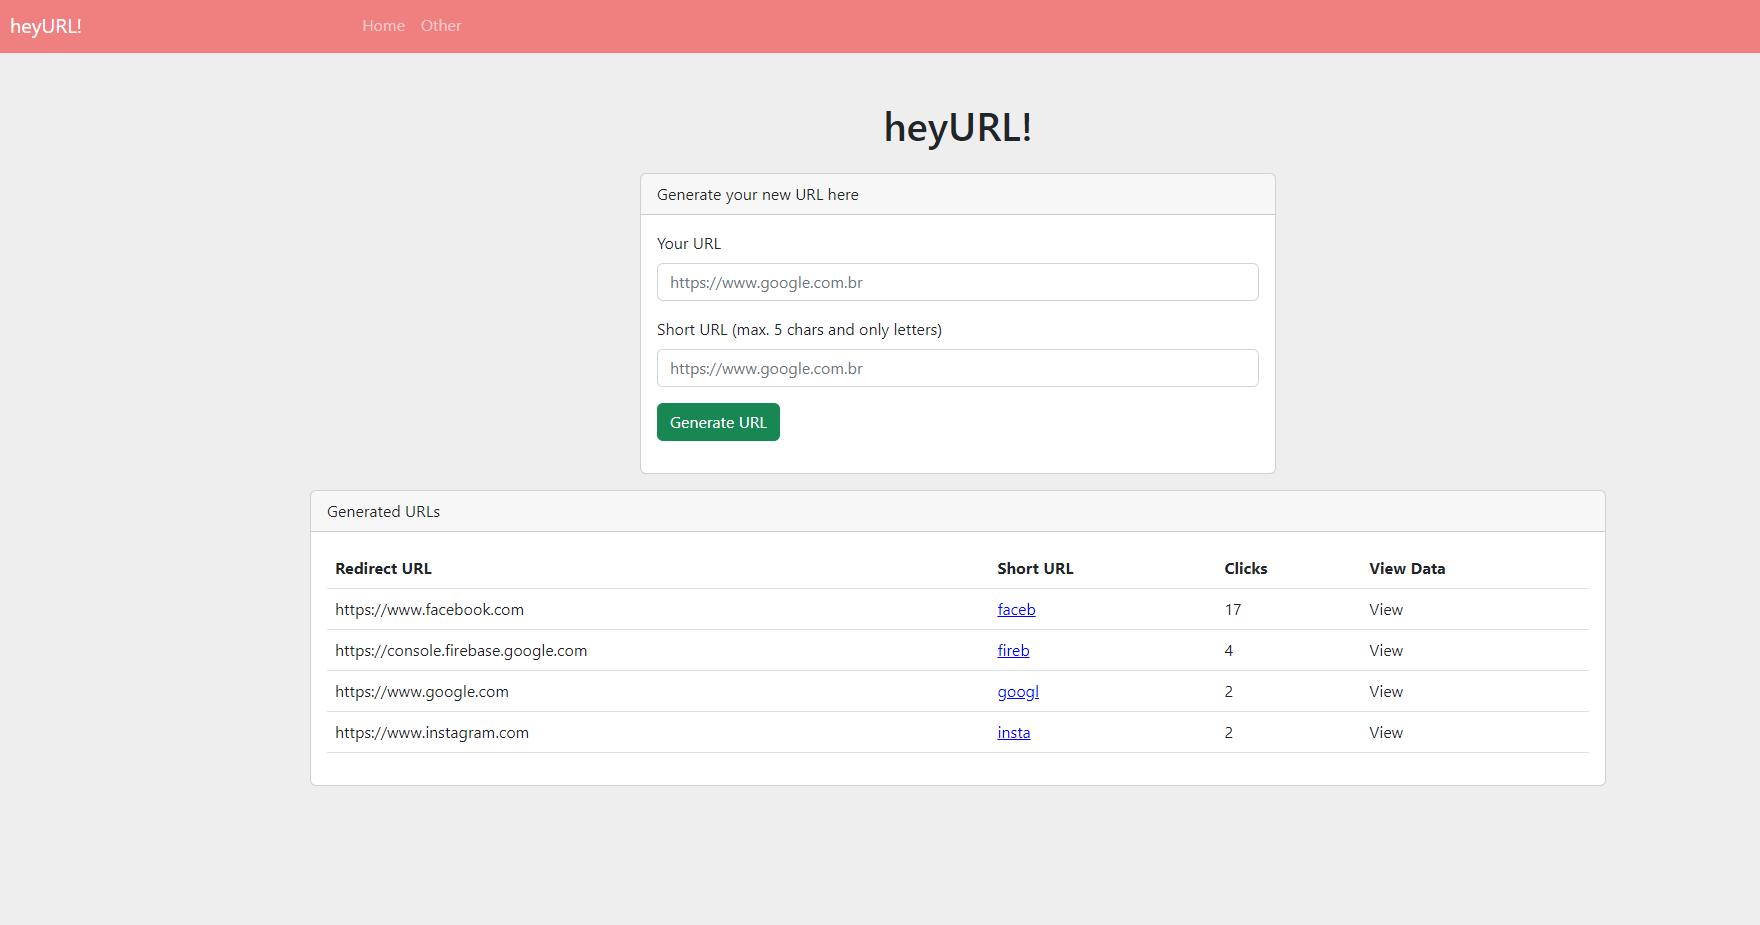 heyURL! Home Other
heyURL!
Generate your new URL here
Your URL
https://www.google.com.br
Short URL (max. 5 chars and only letters)
https://www.google.com.br
Generate URL
Generated URLs
Redirect URL Short URL Clicks View Data
https://www.facebook.com faceb 17 View
https://console.firebase.google.com fireb 4 View
https://www.google.com googl 2 View
https://www.instagram.com insta 2 View